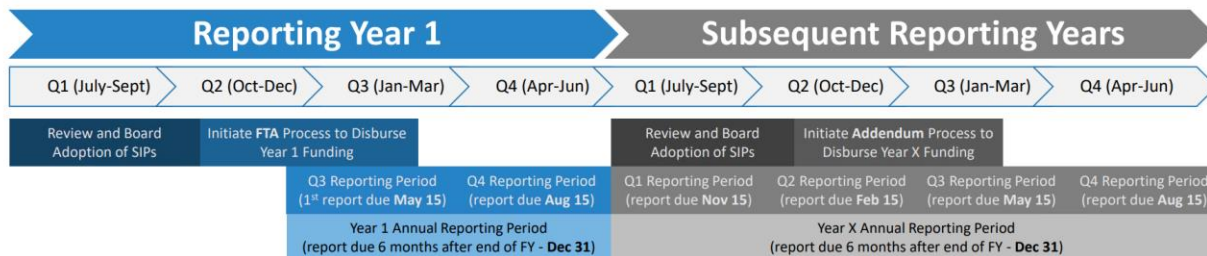 Reporting Year 1
Subsequent Reporting Years
Q1 (July-Sept)
Q2 (Oct-Dec)
Q3 (Jan-Mar)
Q4 (Apr-Jun)
Q1 (July-Sept)
Q2 (Oct-Dec)
Q3 (Jan-Mar)
Q4 (Apr-Jun)
Review and Board
Adoption of SIPs
Initiate FTA Process to Disburse
Year 1 Funding
Review and Board
Adoption of SIPs
Initiate Addendum Process to
Disburse Year X Funding
Q3 Reporting Period
(1st report due May 15)
Q4 Reporting Period
(report due Aug 15)
Q1 Reporting Period
(report due Nov 15)
Q2 Reporting Period
(report due Feb 15)
Q3 Reporting Period
(report due May 15)
Q4 Reporting Period
(report due Aug 15)
Year 1 Annual Reporting Period
(report due 6 months after end of FY - Dec 31)
Year X Annual Reporting Period
(report due 6 months after end of FY - Dec 31)